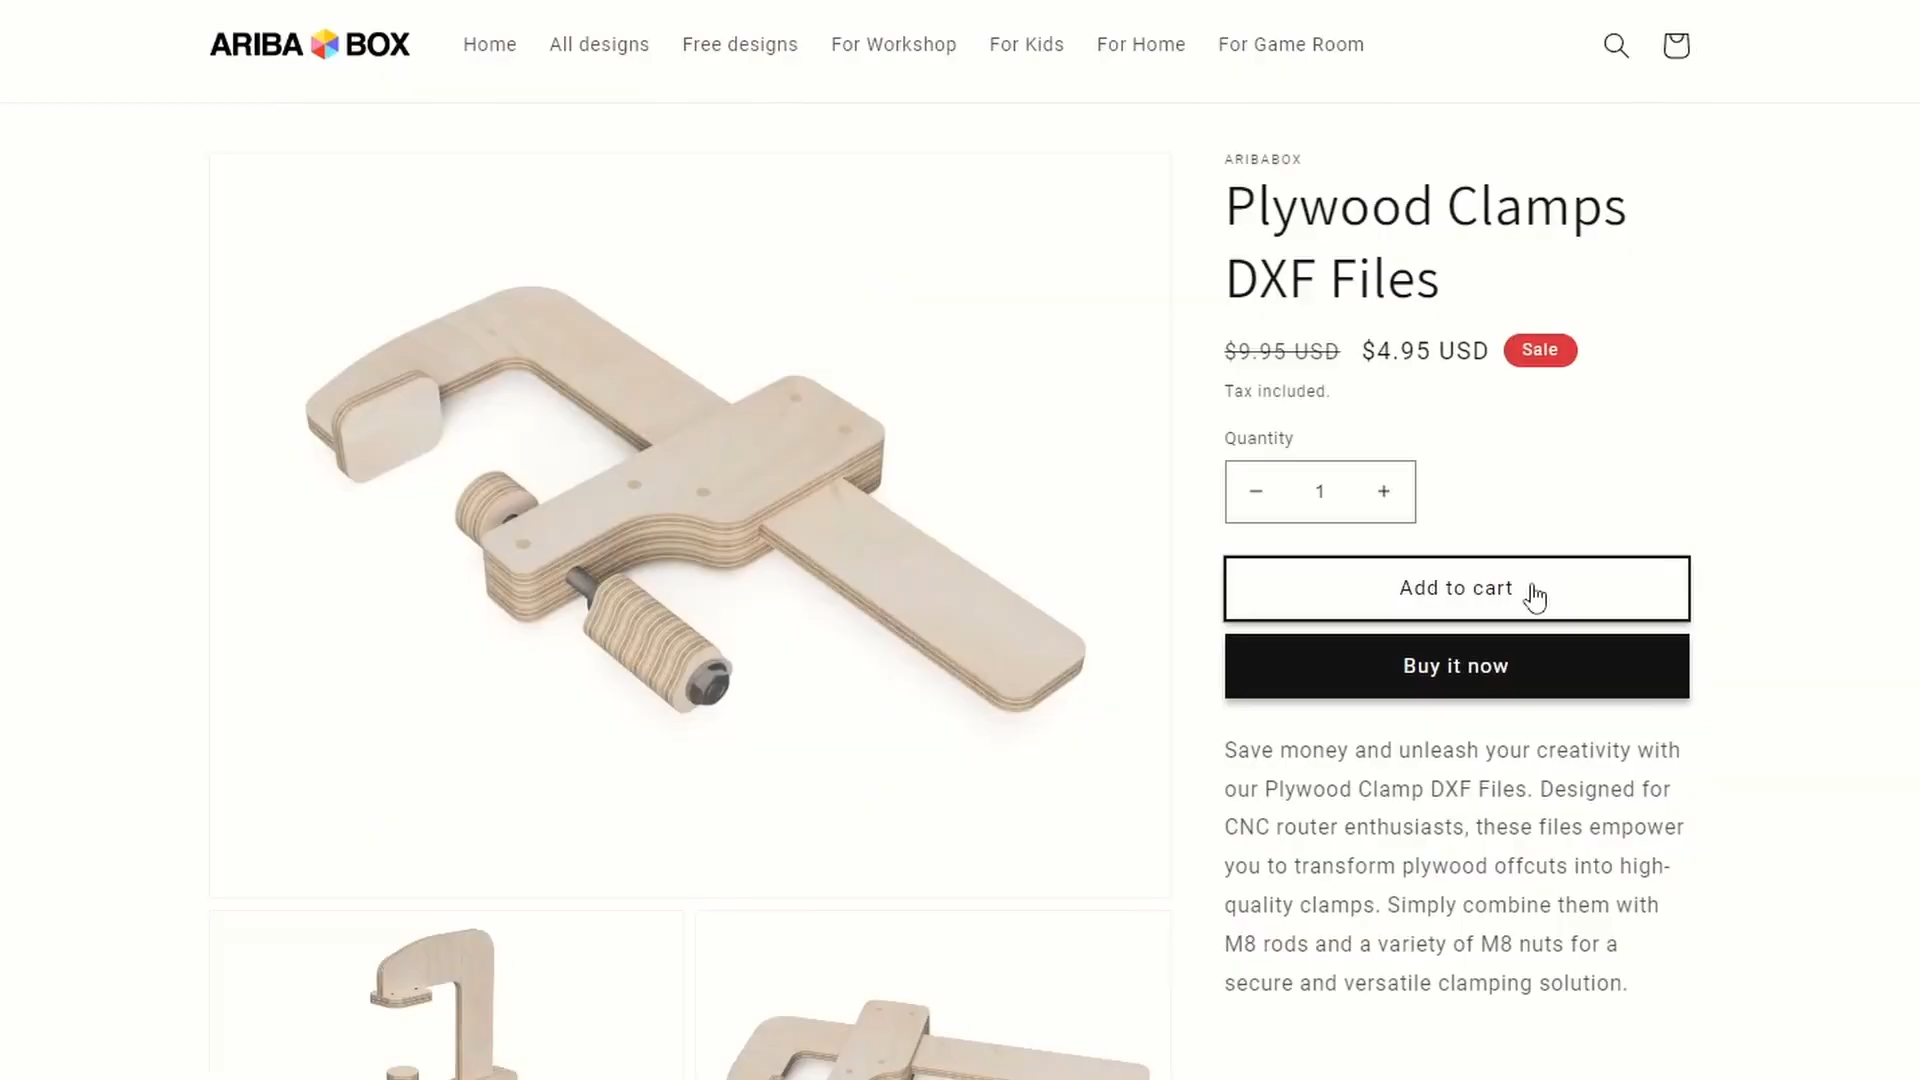 ARIBA BOX
Home
All designs
Free designs
For Workshop
For Kids
For Home
For Game Room
ARIBABOX
Plywood Clamps
DXF Files
$9.95 USD $4.95 USD Sale
Tax included.
Quantity
− 1 +
Add to cart
Buy it now
Save money and unleash your creativity with
our Plywood Clamp DXF Files. Designed for
CNC router enthusiasts, these files empower
you to transform plywood offcuts into high-
quality clamps. Simply combine them with
M8 rods and a variety of M8 nuts for a
secure and versatile clamping solution.